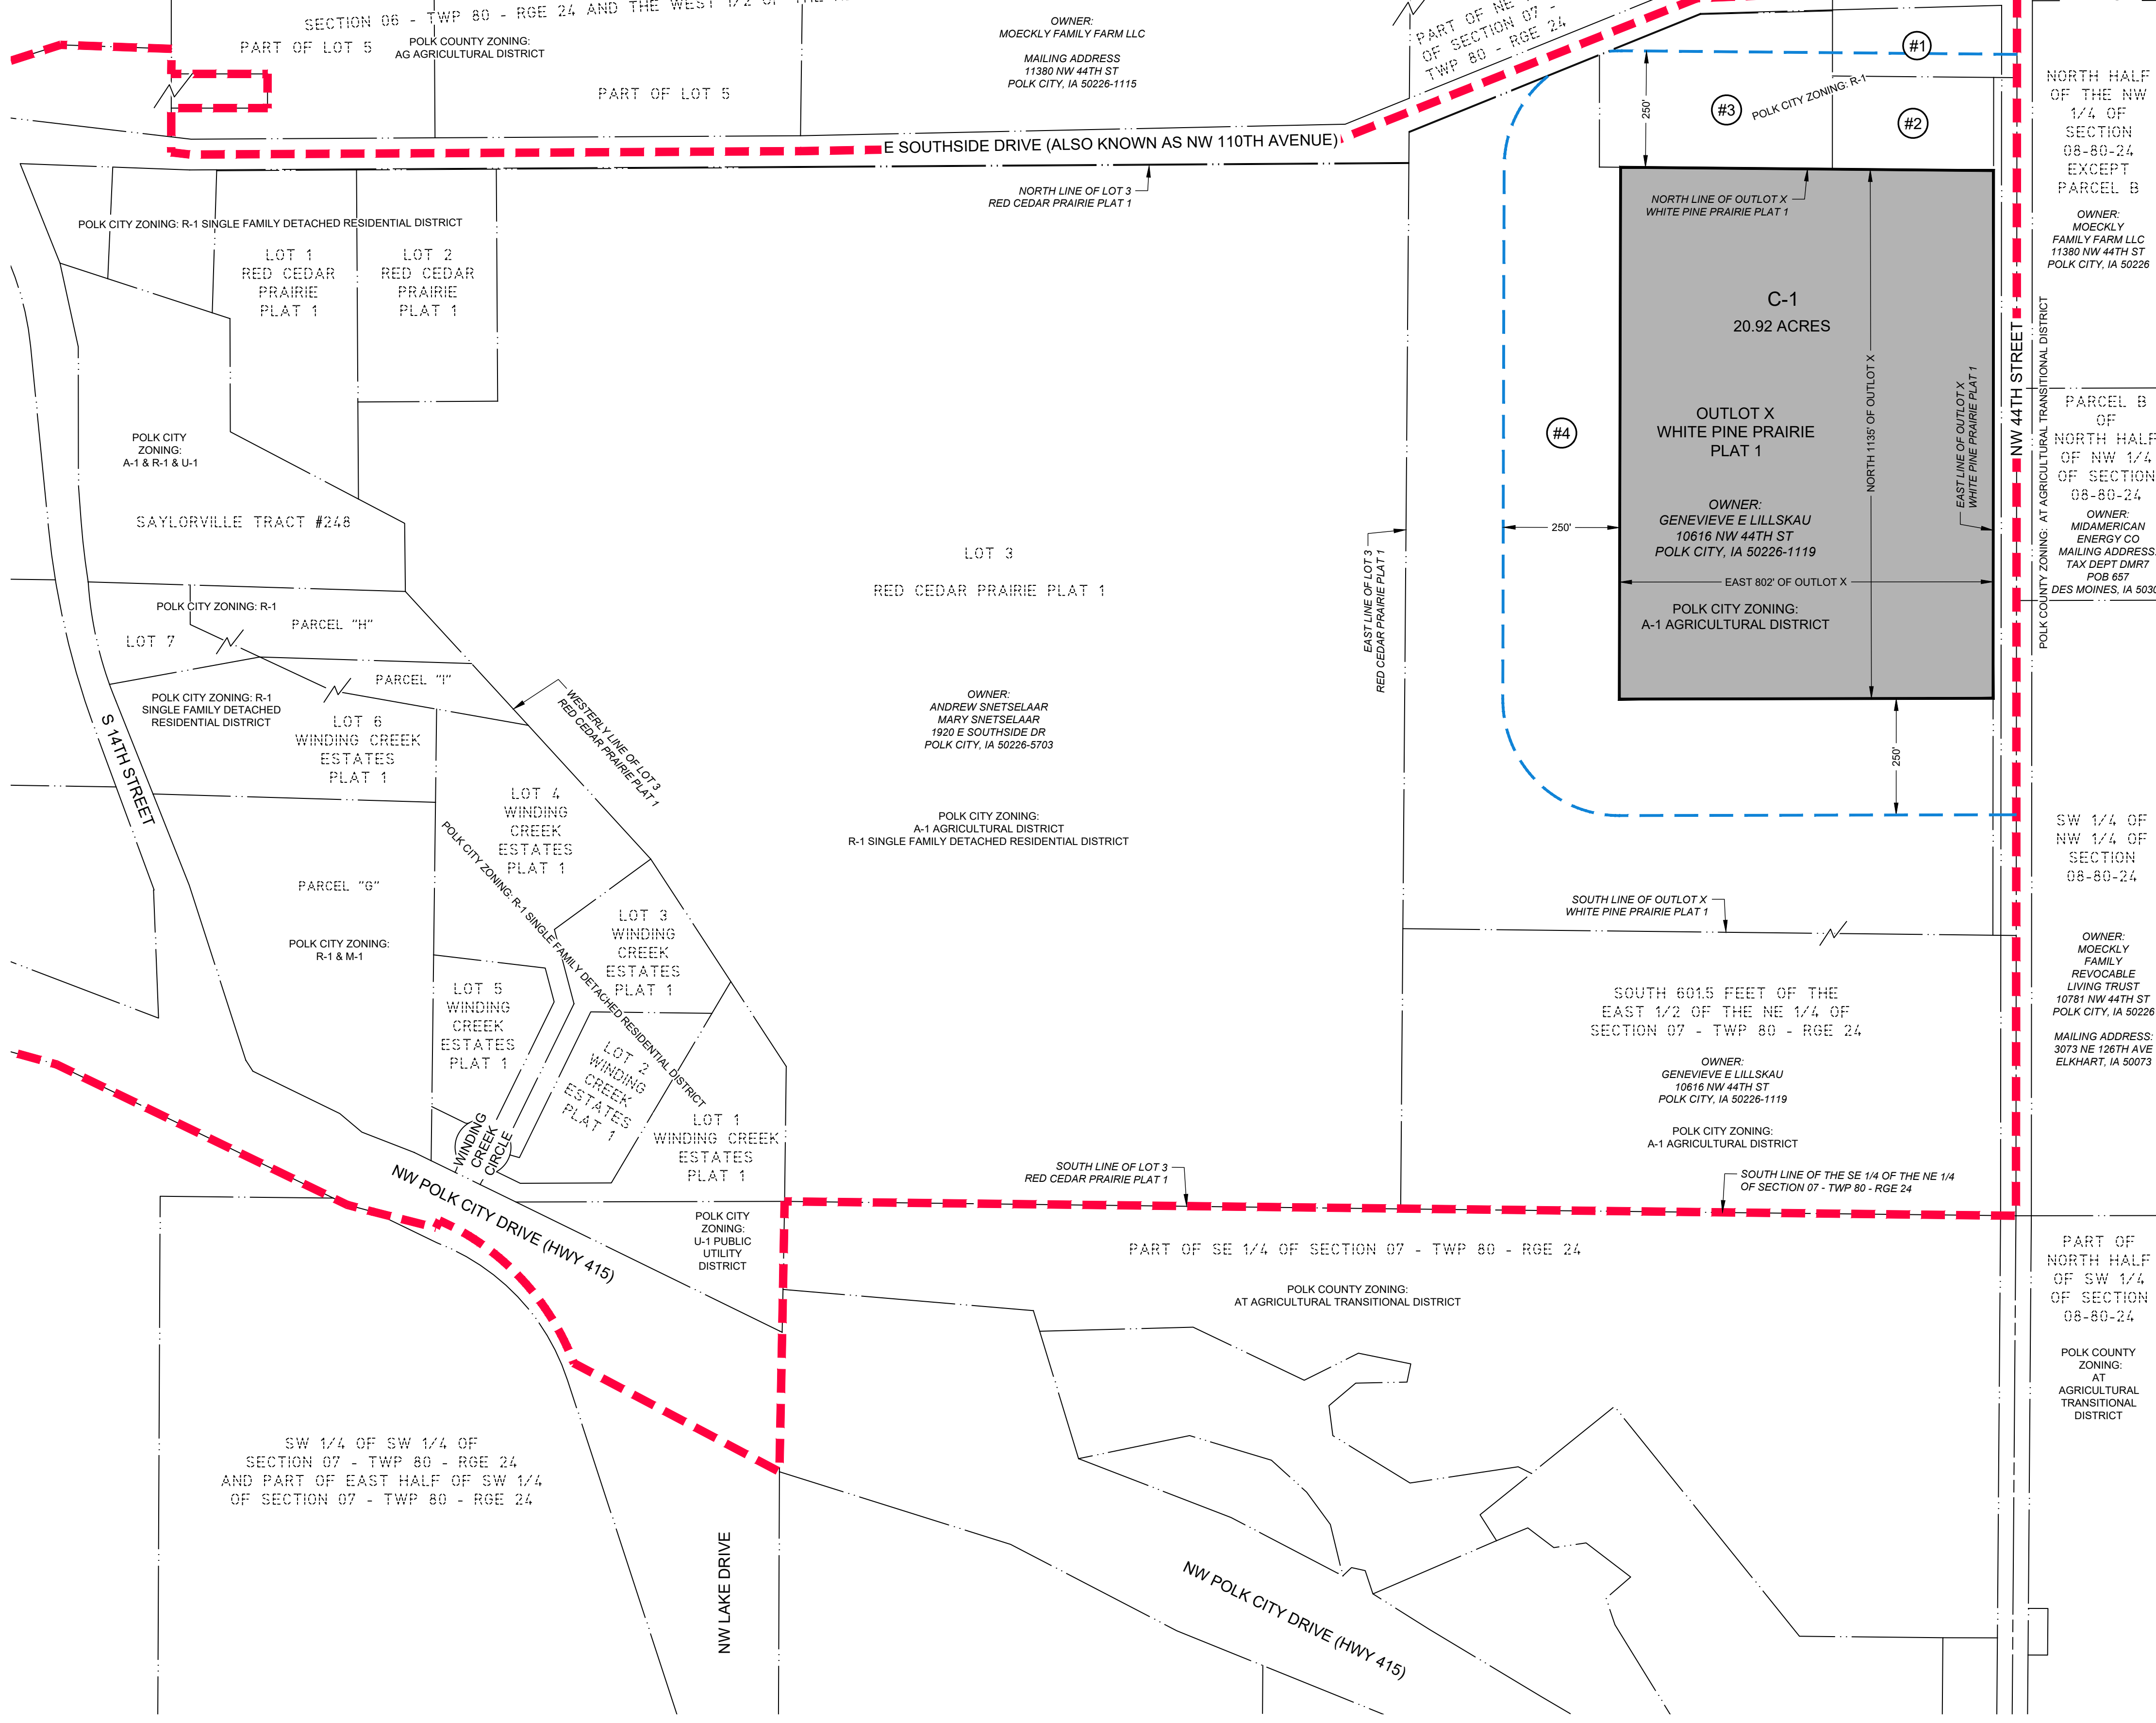 SECTION 06 - TWP 80 - RGE 24 AND THE WEST 1/2 OF THE
PART OF LOT 5
POLK COUNTY ZONING:
AG AGRICULTURAL DISTRICT
PART OF LOT 5
OWNER:
MOECKLY FAMILY FARM LLC
MAILING ADDRESS
11380 NW 44TH ST
POLK CITY, IA 50226-1115
PART OF NE
OF SECTION 07 -
TWP 80 - RGE 24
E SOUTHSIDE DRIVE (ALSO KNOWN AS NW 110TH AVENUE)
NORTH LINE OF LOT 3
RED CEDAR PRAIRIE PLAT 1
250'
#1
#3
POLK CITY ZONING: R-1
#2
NORTH HALF
OF THE NW
1/4 OF
SECTION
08-80-24
EXCEPT
PARCEL B
OWNER:
MOECKLY
FAMILY FARM LLC
11380 NW 44TH ST
POLK CITY, IA 50226
POLK CITY ZONING: R-1 SINGLE FAMILY DETACHED RESIDENTIAL DISTRICT
LOT 1
RED CEDAR
PRAIRIE
PLAT 1
LOT 2
RED CEDAR
PRAIRIE
PLAT 1
NORTH LINE OF OUTLOT X
WHITE PINE PRAIRIE PLAT 1
C-1
20.92 ACRES
NORTH 1135' OF OUTLOT X
EAST LINE OF OUTLOT X
WHITE PINE PRAIRIE PLAT 1
OUTLOT X
WHITE PINE PRAIRIE
PLAT 1
OWNER:
GENEVIEVE E LILLSKAU
10616 NW 44TH ST
POLK CITY, IA 50226-1119
EAST 802' OF OUTLOT X
POLK CITY ZONING:
A-1 AGRICULTURAL DISTRICT
#4
250'
250'
NW 44TH STREET
POLK COUNTY ZONING: AT AGRICULTURAL TRANSITIONAL DISTRICT
PARCEL B
OF
NORTH HALF
OF NW 1/4
OF SECTION
08-80-24
OWNER:
MIDAMERICAN
ENERGY CO
MAILING ADDRESS:
TAX DEPT DMR7
POB 657
DES MOINES, IA 5030
POLK CITY
ZONING:
A-1 & R-1 & U-1
SAYLORVILLE TRACT #248
LOT 3
RED CEDAR PRAIRIE PLAT 1
EAST LINE OF LOT 3
RED CEDAR PRAIRIE PLAT 1
POLK CITY ZONING: R-1
PARCEL "H"
LOT 7
PARCEL "I"
POLK CITY ZONING: R-1
SINGLE FAMILY DETACHED
RESIDENTIAL DISTRICT
LOT 6
WINDING CREEK
ESTATES
PLAT 1
WESTERLY LINE OF LOT 3
RED CEDAR PRAIRIE PLAT 1
S 14TH STREET
OWNER:
ANDREW SNETSELAAR
MARY SNETSELAAR
1920 E SOUTHSIDE DR
POLK CITY, IA 50226-5703
POLK CITY ZONING:
A-1 AGRICULTURAL DISTRICT
R-1 SINGLE FAMILY DETACHED RESIDENTIAL DISTRICT
LOT 4
WINDING
CREEK
ESTATES
PLAT 1
POLK CITY ZONING: R-1 SINGLE FAMILY DETACHED RESIDENTIAL DISTRICT
PARCEL "G"
POLK CITY ZONING:
R-1 & M-1
LOT 3
WINDING
CREEK
ESTATES
PLAT 1
LOT 5
WINDING
CREEK
ESTATES
PLAT 1
LOT 2
WINDING
CREEK
ESTATES
PLAT 1
LOT 1
WINDING CREEK
ESTATES
PLAT 1
WINDING
CREEK
CIRCLE
SOUTH LINE OF OUTLOT X
WHITE PINE PRAIRIE PLAT 1
SW 1/4 OF
NW 1/4 OF
SECTION
08-80-24
OWNER:
MOECKLY
FAMILY
REVOCABLE
LIVING TRUST
10781 NW 44TH ST
POLK CITY, IA 50226
MAILING ADDRESS:
3073 NE 126TH AVE
ELKHART, IA 50073
SOUTH 601.5 FEET OF THE
EAST 1/2 OF THE NE 1/4 OF
SECTION 07 - TWP 80 - RGE 24
OWNER:
GENEVIEVE E LILLSKAU
10616 NW 44TH ST
POLK CITY, IA 50226-1119
POLK CITY ZONING:
A-1 AGRICULTURAL DISTRICT
SOUTH LINE OF LOT 3
RED CEDAR PRAIRIE PLAT 1
SOUTH LINE OF THE SE 1/4 OF THE NE 1/4
OF SECTION 07 - TWP 80 - RGE 24
NW POLK CITY DRIVE (HWY 415)
POLK CITY
ZONING:
U-1 PUBLIC
UTILITY
DISTRICT
PART OF SE 1/4 OF SECTION 07 - TWP 80 - RGE 24
POLK COUNTY ZONING:
AT AGRICULTURAL TRANSITIONAL DISTRICT
PART OF
NORTH HALF
OF SW 1/4
OF SECTION
08-80-24
POLK COUNTY
ZONING:
AT
AGRICULTURAL
TRANSITIONAL
DISTRICT
SW 1/4 OF SW 1/4 OF
SECTION 07 - TWP 80 - RGE 24
AND PART OF EAST HALF OF SW 1/4
OF SECTION 07 - TWP 80 - RGE 24
NW LAKE DRIVE
NW POLK CITY DRIVE (HWY 415)